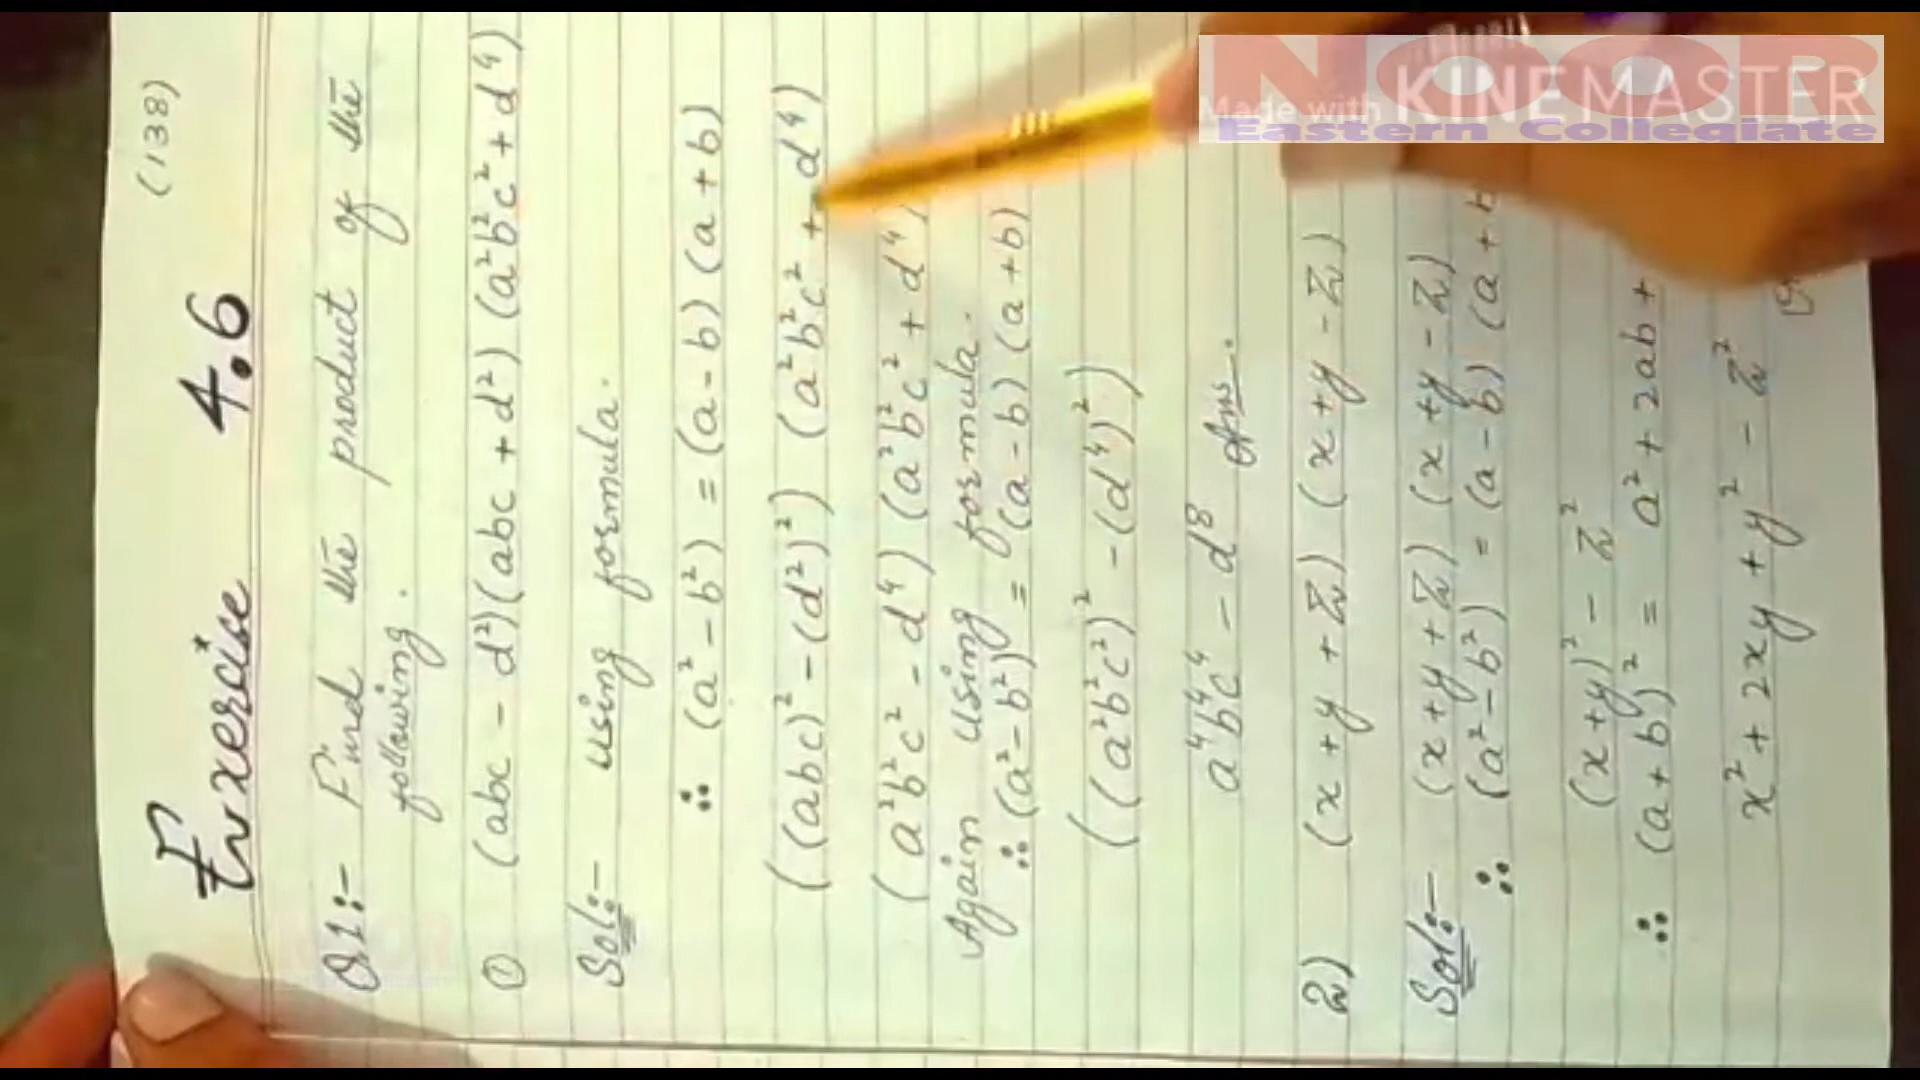 (138)
Exercise 4.6
Q1:- Find the product of the
following.
① (abc - d²)(abc + d²)(a²b²c² + d⁴)
Sol:- using formula.
∴ (a² - b²) = (a - b) (a + b)
((abc)² - (d²)²) (a²b²c² + d⁴)
(a²b²c² - d⁴) (a²b²c² + d⁴)
Again using formula.
∴ (a² - b²) = (a - b) (a + b)
((a²b²c²)² - (d⁴)²)
a⁴b⁴c⁴ - d⁸ Ans.
2) (x + y + z) (x + y - z)
Sol:- (x + y + z) (x + y - z)
∴ (a² - b²) = (a - b) (a + b
(x + y)² - z²
∴ (a + b)² = a² + 2ab +
x² + 2xy + y² - z²
NOOR
Eastern Collegiate
Made with KINEMASTER